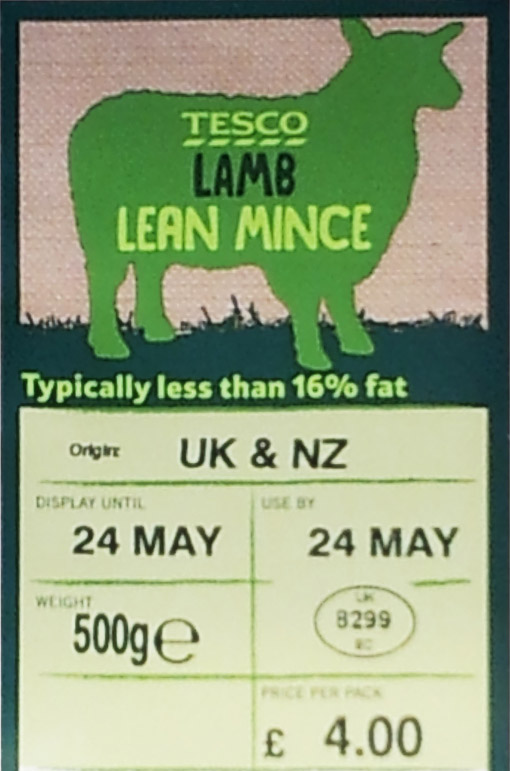 TESCO
LAMB
LEAN MINCE
Typically less than 16% fat
Origin: UK & NZ
DISPLAY UNTIL
24 MAY
USE BY
24 MAY
WEIGHT
500g e
UK
8299
PRICE PER PACK
£ 4.00